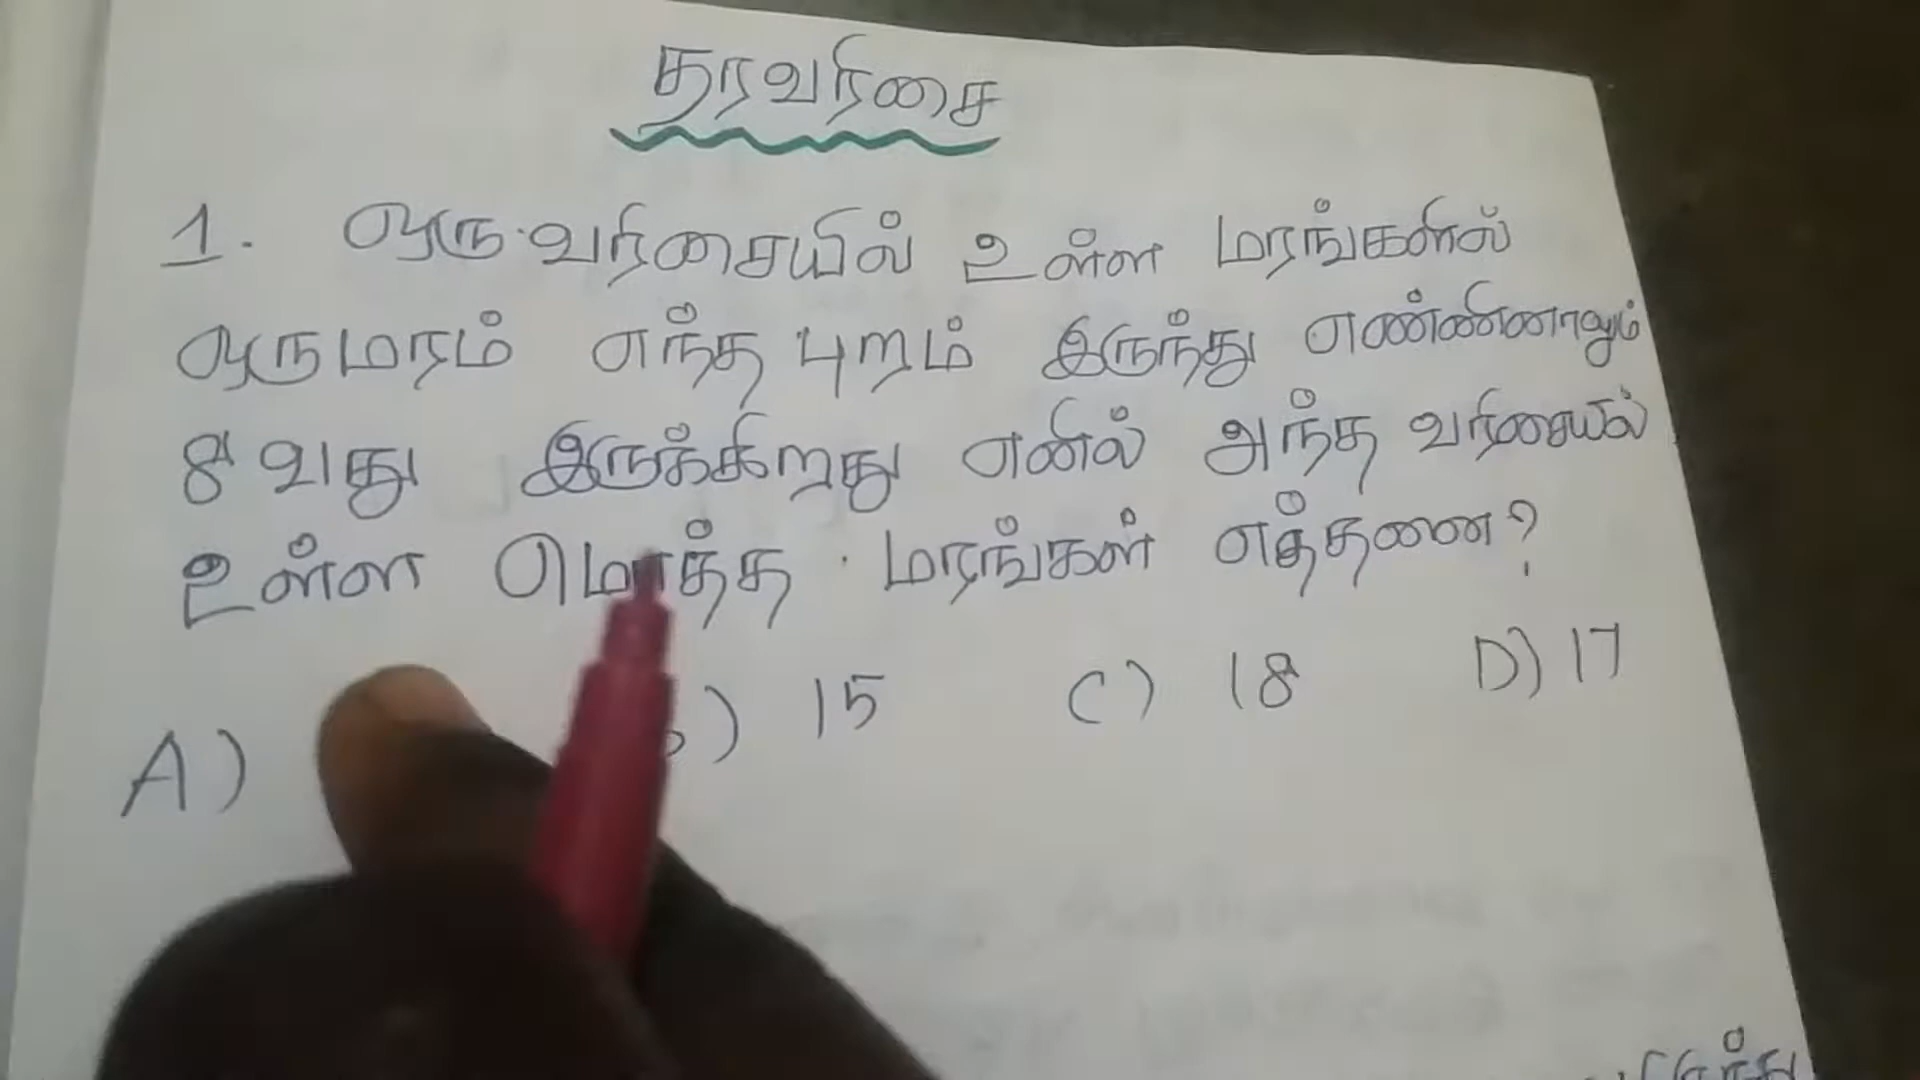 தரவரிசை
1. ஒரு வரிசையில் உள்ள மரங்களில்
ஒரு மரம் எந்த புறம் இருந்து எண்ணினாலும்
8 வது இருக்கிறது எனில் அந்த வரிசையில்
உள்ள மொத்த மரங்கள் எத்தனை?
A) B) 15 C) 18 D) 17